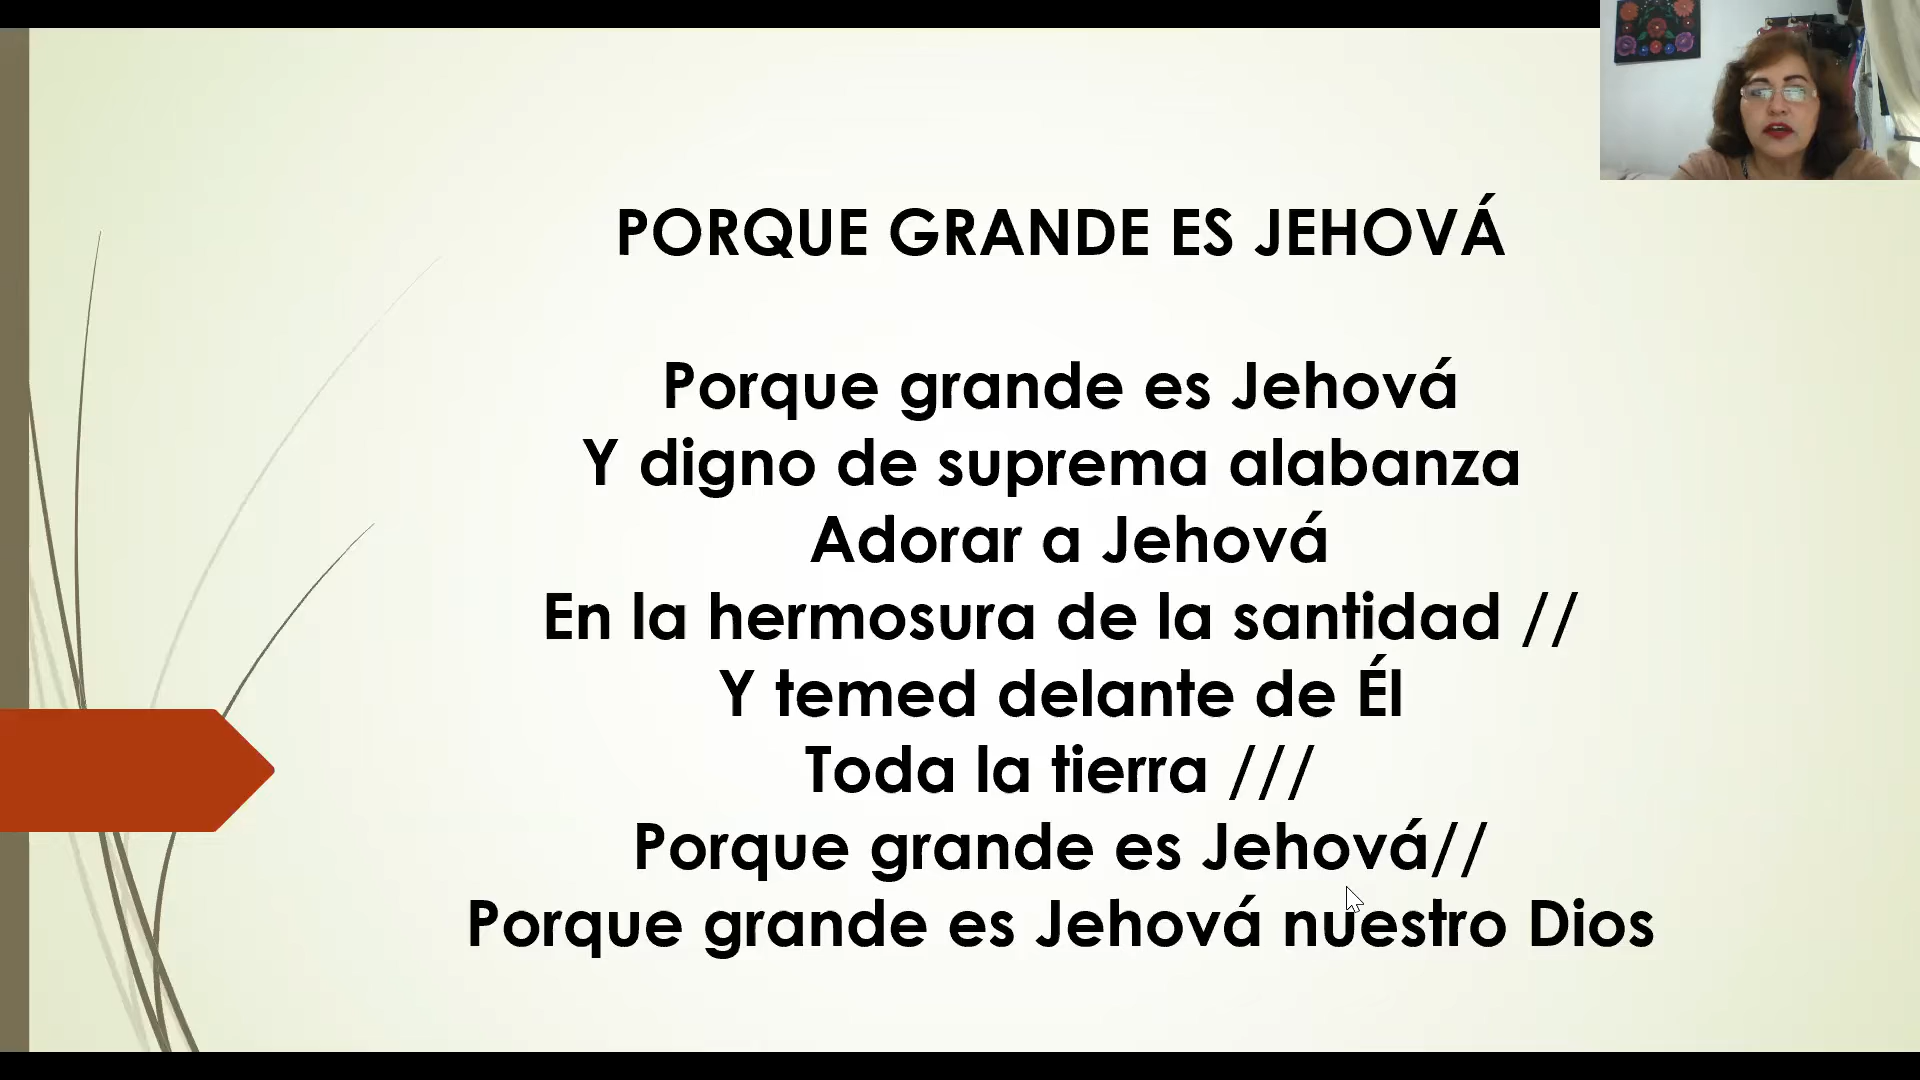 PORQUE GRANDE ES JEHOVÁ
Porque grande es Jehová
Y digno de suprema alabanza
Adorar a Jehová
En la hermosura de la santidad //
Y temed delante de Él
Toda la tierra ///
Porque grande es Jehová//
Porque grande es Jehová nuestro Dios